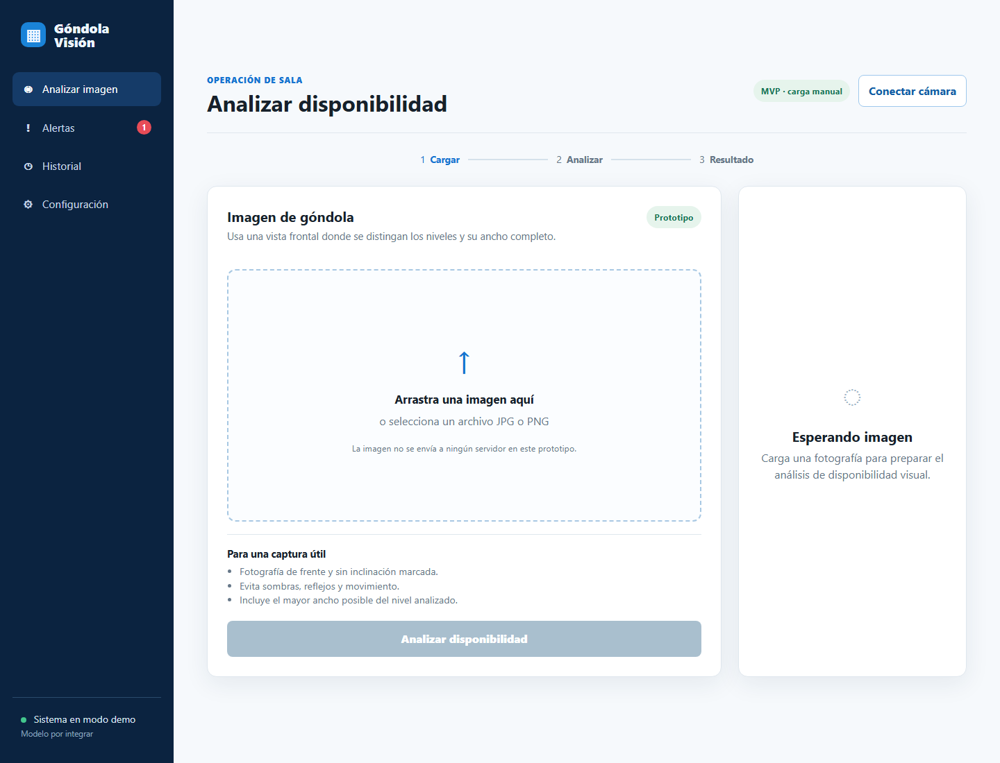 Góndola
Visión
Analizar imagen
! Alertas 1
Historial
Configuración
Sistema en modo demo
Modelo por integrar
OPERACIÓN DE SALA
Analizar disponibilidad
MVP · carga manual
Conectar cámara
1 Cargar 2 Analizar 3 Resultado
Imagen de góndola
Prototipo
Usa una vista frontal donde se distingan los niveles y su ancho completo.
Arrastra una imagen aquí
o selecciona un archivo JPG o PNG
La imagen no se envía a ningún servidor en este prototipo.
Para una captura útil
• Fotografía de frente y sin inclinación marcada.
• Evita sombras, reflejos y movimiento.
• Incluye el mayor ancho posible del nivel analizado.
Analizar disponibilidad
Esperando imagen
Carga una fotografía para preparar el
análisis de disponibilidad visual.